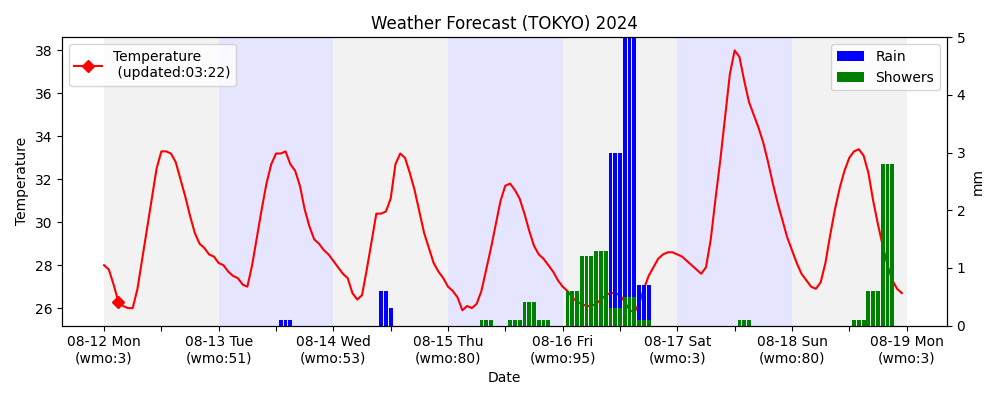 Weather Forecast (TOKYO) 2024
Temperature
(updated:03:22)
Rain
Showers
Temperature
38
36
34
32
30
28
26
5
4
3
2
1
0
mm
08-12 Mon
(wmo:3)
08-13 Tue
(wmo:51)
08-14 Wed
(wmo:53)
08-15 Thu
(wmo:80)
08-16 Fri
(wmo:95)
08-17 Sat
(wmo:3)
08-18 Sun
(wmo:80)
08-19 Mon
(wmo:3)
Date